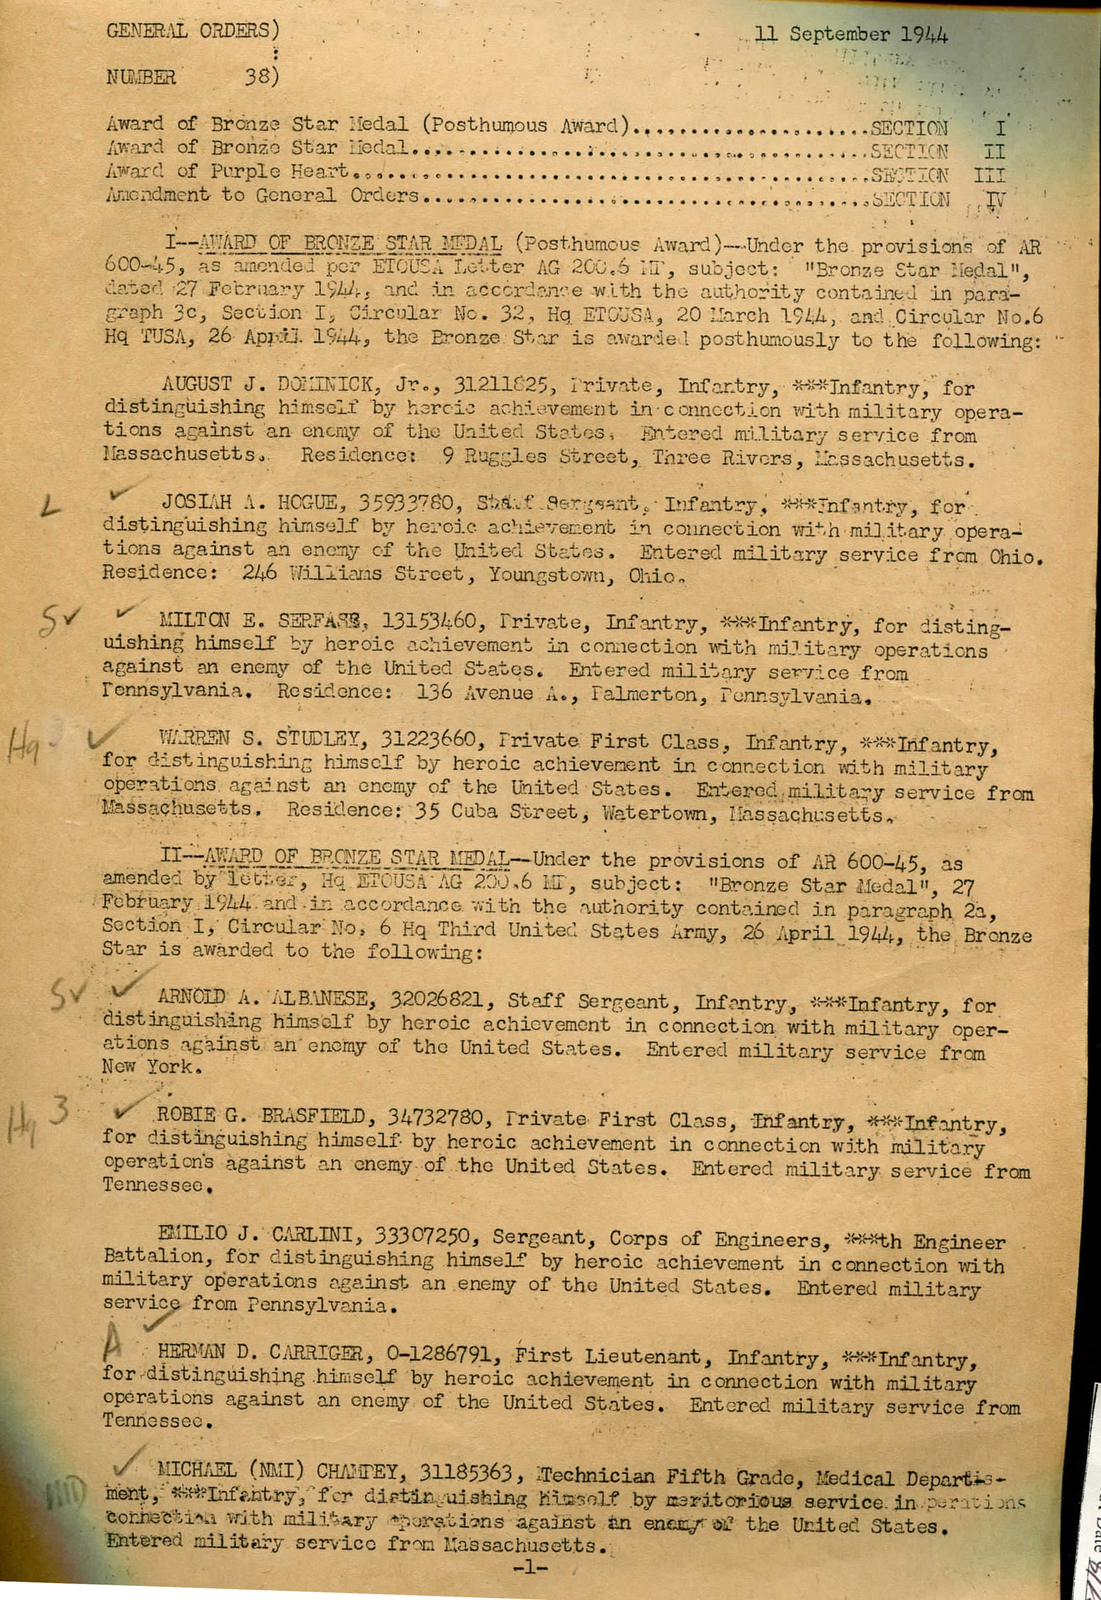 GENERAL ORDERS)                    11 September 1944
:
NUMBER 38)
Award of Bronze Star Medal (Posthumous Award)......................SECTION I
Award of Bronze Star Medal..........................................SECTION II
Award of Purple Heart...............................................SECTION III
Amendment to General Orders.........................................SECTION IV
I--AWARD OF BRONZE STAR MEDAL (Posthumous Award)--Under the provisions of AR
600-45, as amended per ETOUSA Letter AG 200.6 MP, subject: "Bronze Star Medal",
dated 27 February 1944, and in accordance with the authority contained in para-
graph 3c, Section I, Circular No. 32, Hq ETOUSA, 20 March 1944, and Circular No.6
Hq TUSA, 26 April 1944, the Bronze Star is awarded posthumously to the following:
AUGUST J. DOMINICK, Jr., 31211825, Private, Infantry, ***Infantry, for
distinguishing himself by heroic achievement in connection with military opera-
tions against an enemy of the United States. Entered military service from
Massachusetts. Residence: 9 Ruggles Street, Three Rivers, Massachusetts.
L ✓ JOSIAH A. HOGUE, 35933780, Staff Sergeant, Infantry, ***Infantry, for
distinguishing himself by heroic achievement in connection with military opera-
tions against an enemy of the United States. Entered military service from Ohio.
Residence: 246 Williams Street, Youngstown, Ohio.
Sv ✓ MILTON E. SERFASS, 13153460, Private, Infantry, ***Infantry, for disting-
uishing himself by heroic achievement in connection with military operations
against an enemy of the United States. Entered military service from
Pennsylvania. Residence: 136 Avenue A., Palmerton, Pennsylvania.
Hq 3 ✓ WARREN S. STUDLEY, 31223660, Private First Class, Infantry, ***Infantry,
for distinguishing himself by heroic achievement in connection with military
operations against an enemy of the United States. Entered military service from
Massachusetts. Residence: 35 Cuba Street, Watertown, Massachusetts.
II--AWARD OF BRONZE STAR MEDAL--Under the provisions of AR 600-45, as
amended by letter, Hq ETOUSA AG 200.6 MP, subject: "Bronze Star Medal", 27
February 1944 and in accordance with the authority contained in paragraph 2a,
Section I, Circular No, 6 Hq Third United States Army, 26 April 1944, the Bronze
Star is awarded to the following:
Sv ✓ ARNOLD A. ALBANESE, 32026821, Staff Sergeant, Infantry, ***Infantry, for
distinguishing himself by heroic achievement in connection with military oper-
ations against an enemy of the United States. Entered military service from
New York.
Hq 3 ✓ ROBIE G. BRASFIELD, 34732780, Private First Class, Infantry, ***Infantry,
for distinguishing himself by heroic achievement in connection with military
operations against an enemy of the United States. Entered military service from
Tennessee.
EMILIO J. CARLINI, 33307250, Sergeant, Corps of Engineers, ***th Engineer
Battalion, for distinguishing himself by heroic achievement in connection with
military operations against an enemy of the United States. Entered military
service from Pennsylvania.
A ✓ HERMAN D. CARRIGER, O-1286791, First Lieutenant, Infantry, ***Infantry,
for distinguishing himself by heroic achievement in connection with military
operations against an enemy of the United States. Entered military service from
Tennessee.
✓ MICHAEL (NMI) CHAMPEY, 31185363, Technician Fifth Grade, Medical Depart-
ment, ***Infantry, for distinguishing himself by meritorious service in
connection with military operations against an enemy of the United States.
Entered military service from Massachusetts.
-1-
Date